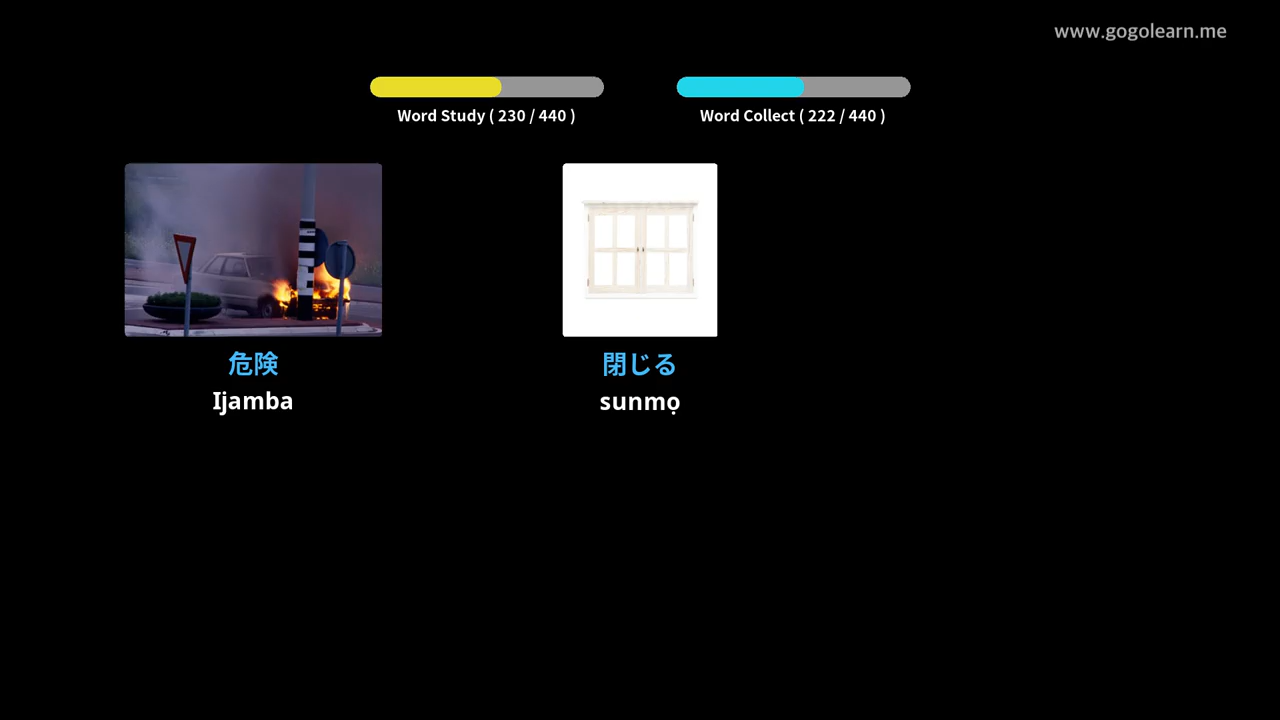 www.gogolearn.me
Word Study ( 230 / 440 )
Word Collect ( 222 / 440 )
危険
Ijamba
閉じる
sunmọ